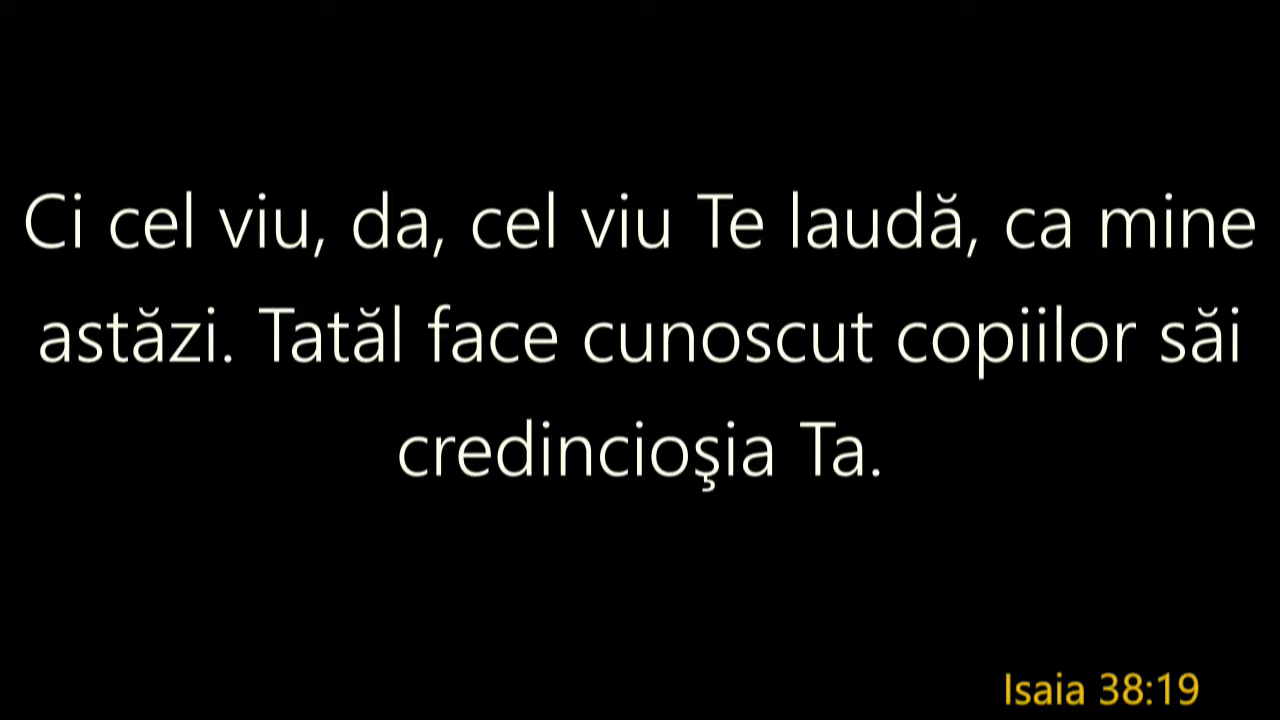 Ci cel viu, da, cel viu Te laudă, ca mine
astăzi. Tatăl face cunoscut copiilor săi
credincioşia Ta.
Isaia 38:19